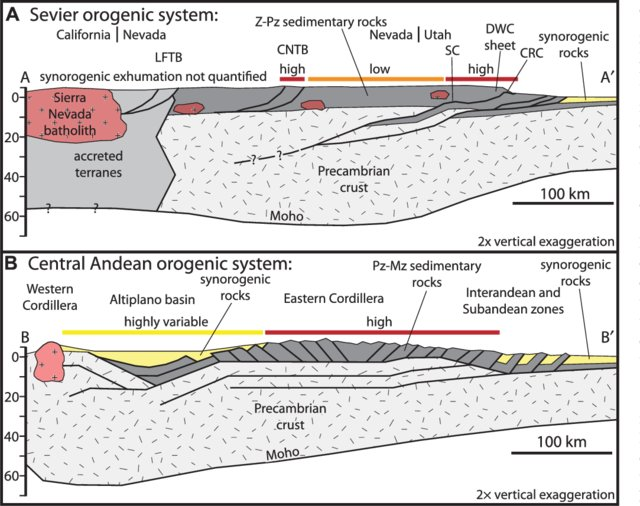 A Sevier orogenic system:
California | Nevada
Z-Pz sedimentary rocks
Nevada | Utah
DWC
sheet
synorogenic
rocks
LFTB
CNTB
SC
CRC
A
synorogenic exhumation not quantified
high
low
high
A′
0
20
40
60
Sierra
Nevada
batholith
accreted
terranes
? ?
? ?
Precambrian
crust
Moho
100 km
2x vertical exaggeration
B Central Andean orogenic system:
Western
Cordillera
Altiplano basin
synorogenic
rocks
Eastern Cordillera
Pz-Mz sedimentary
rocks
Interandean and
Subandean zones
synorogenic
rocks
B
highly variable
high
B′
0
20
40
60
Precambrian
crust
Moho
100 km
2× vertical exaggeration